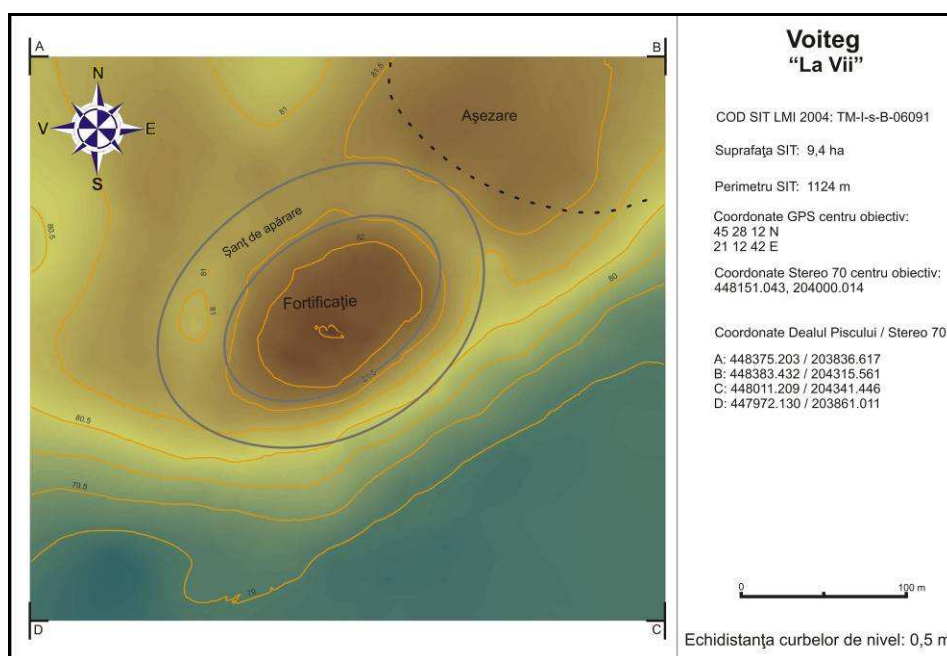 A
B
N
V E
S
81
81.5
Așezare
80.5
Șanț de apărare
82
81
81
Fortificație
80
80.5
79.5
79
D
C
Voiteg
“La Vii”
COD SIT LMI 2004: TM-I-s-B-06091
Suprafața SIT: 9,4 ha
Perimetru SIT: 1124 m
Coordonate GPS centru obiectiv:
45 28 12 N
21 12 42 E
Coordonate Stereo 70 centru obiectiv:
448151.043, 204000.014
Coordonate Dealul Piscului / Stereo 70
A: 448375.203 / 203836.617
B: 448383.432 / 204315.561
C: 448011.209 / 204341.446
D: 447972.130 / 203861.011
0 100 m
Echidistanța curbelor de nivel: 0,5 m